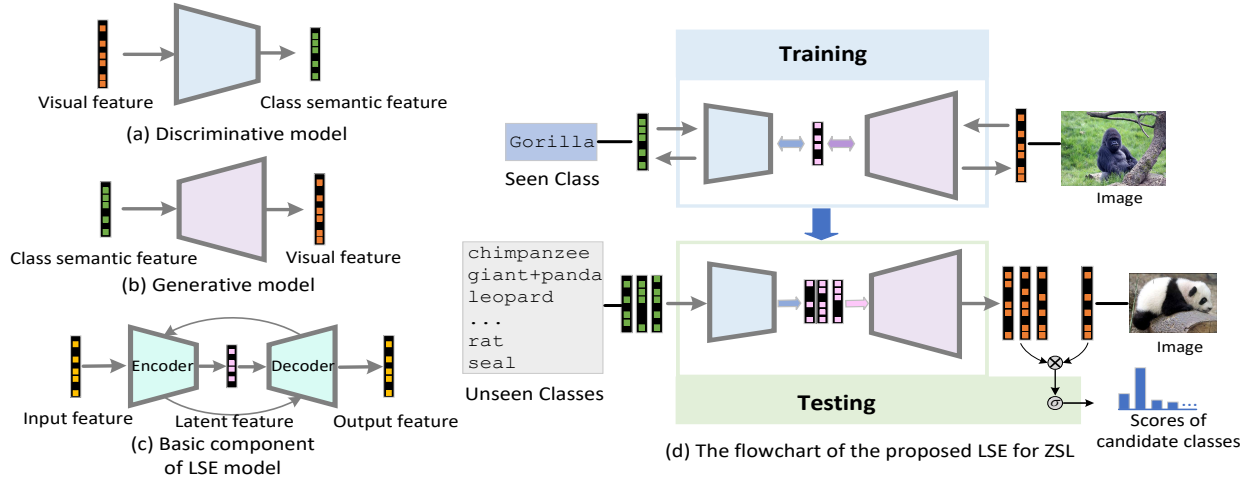 Visual feature
Class semantic feature
(a) Discriminative model
Class semantic feature
Visual feature
(b) Generative model
Encoder
Decoder
Input feature
Latent feature
Output feature
(c) Basic component
of LSE model
Training
Gorilla
Seen Class
Image
chimpanzee
giant+panda
leopard
...
rat
seal
Unseen Classes
Image
σ
...
Testing
Scores of
candidate classes
(d) The flowchart of the proposed LSE for ZSL